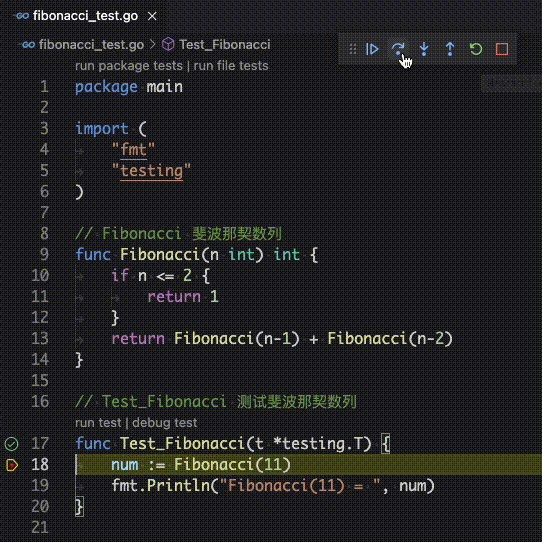 fibonacci_test.go
fibonacci_test.go > Test_Fibonacci
run package tests | run file tests
1 package main
2
3 import (
4     "fmt"
5     "testing"
6 )
7
8 // Fibonacci 斐波那契数列
9 func Fibonacci(n int) int {
10     if n <= 2 {
11         return 1
12     }
13     return Fibonacci(n-1) + Fibonacci(n-2)
14 }
15
16 // Test_Fibonacci 测试斐波那契数列
run test | debug test
17 func Test_Fibonacci(t *testing.T) {
18     num := Fibonacci(11)
19     fmt.Println("Fibonacci(11) = ", num)
20 }
21